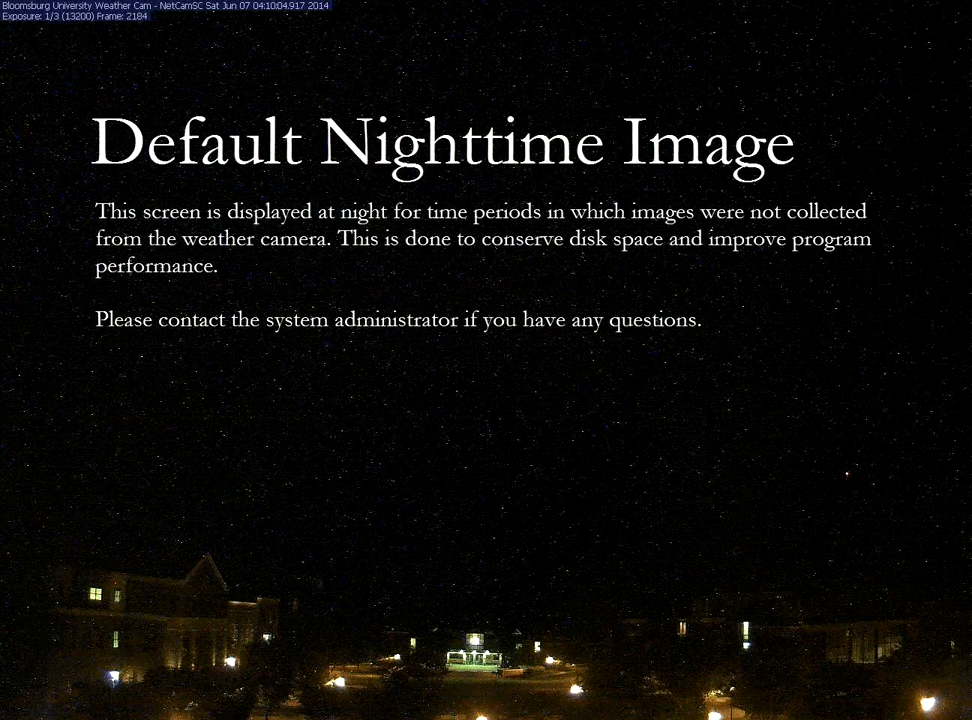 Bloomsburg University Weather Cam - NetCamSC Sat Jun 07 04:10:04.917 2014
Exposure: 1/3 (13200) Frame: 2184
Default Nighttime Image
This screen is displayed at night for time periods in which images were not collected
from the weather camera. This is done to conserve disk space and improve program
performance.
Please contact the system administrator if you have any questions.